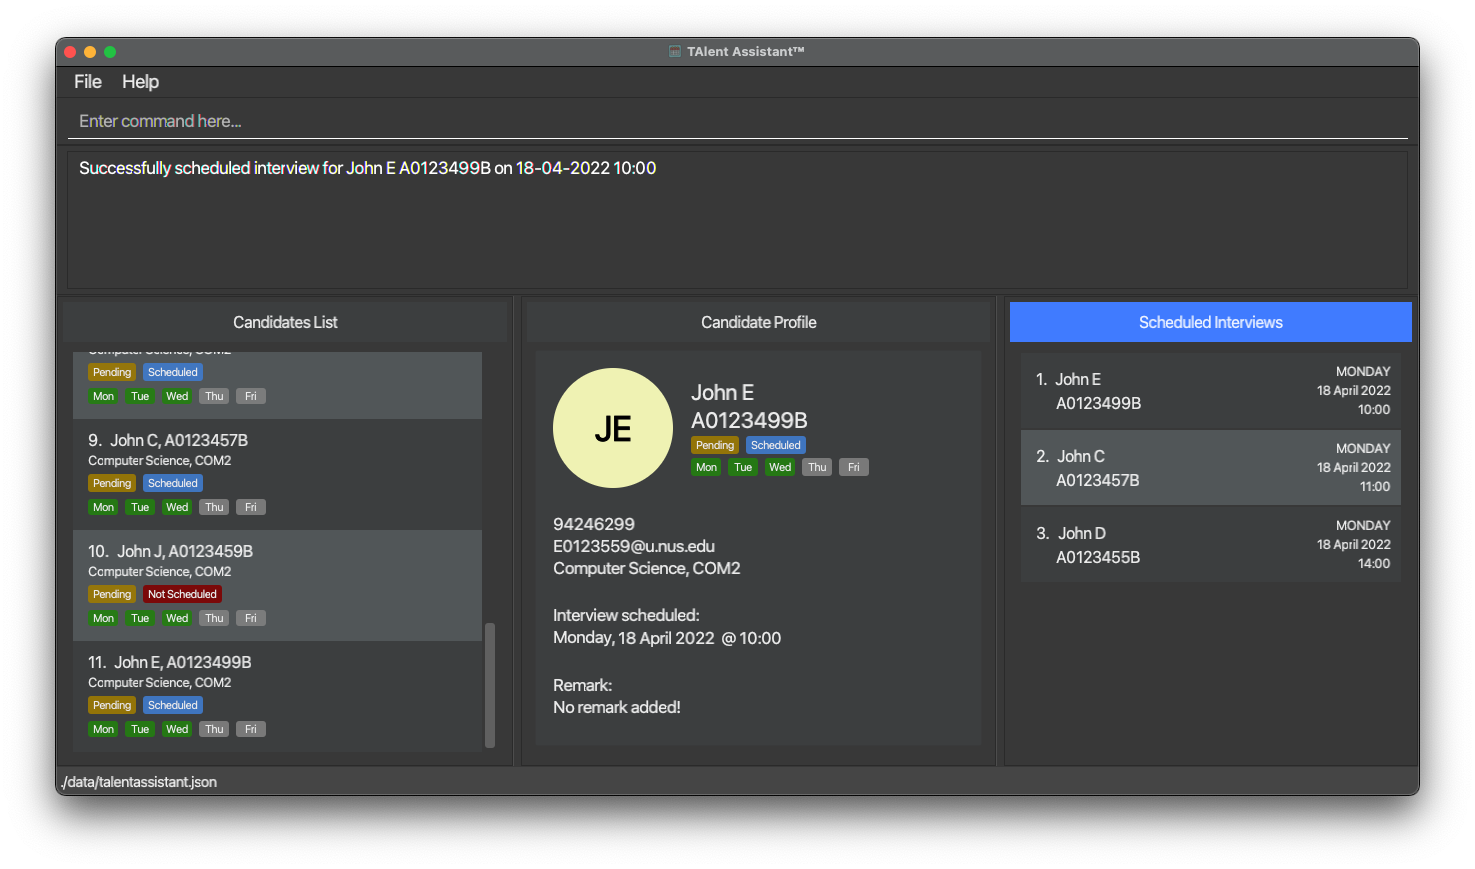 TAlent Assistant™
File Help
Enter command here...
Successfully scheduled interview for John E A0123499B on 18-04-2022 10:00
Candidates List
Computer Science, COM2
Pending Scheduled
Mon Tue Wed Thu Fri
9. John C, A0123457B
Computer Science, COM2
Pending Scheduled
Mon Tue Wed Thu Fri
10. John J, A0123459B
Computer Science, COM2
Pending Not Scheduled
Mon Tue Wed Thu Fri
11. John E, A0123499B
Computer Science, COM2
Pending Scheduled
Mon Tue Wed Thu Fri
Candidate Profile
JE
John E
A0123499B
Pending Scheduled
Mon Tue Wed Thu Fri
94246299
E0123559@u.nus.edu
Computer Science, COM2
Interview scheduled:
Monday, 18 April 2022 @ 10:00
Remark:
No remark added!
Scheduled Interviews
1. John E
A0123499B
MONDAY
18 April 2022
10:00
2. John C
A0123457B
MONDAY
18 April 2022
11:00
3. John D
A0123455B
MONDAY
18 April 2022
14:00
./data/talentassistant.json